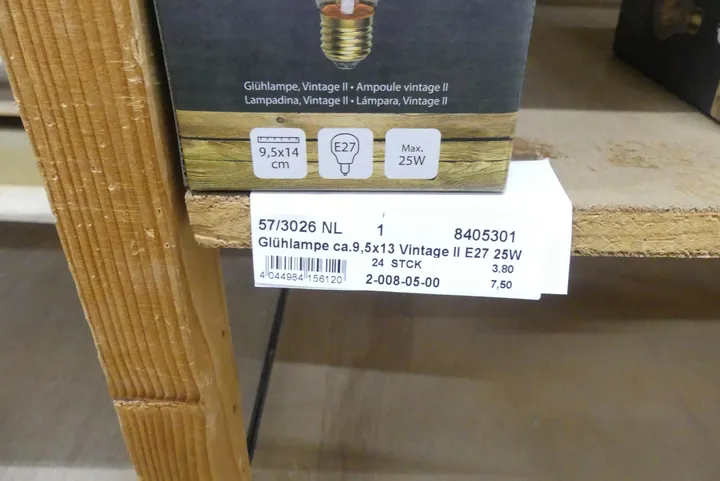 Glühlampe, Vintage II • Ampoule vintage II
Lampadina, Vintage II • Lámpara, Vintage II
9,5x14
cm
E27
Max.
25W
57/3026 NL 1 8405301
Glühlampe ca.9,5x13 Vintage II E27 25W
24 STCK 3,80
4 044984 156120 2-008-05-00 7,50